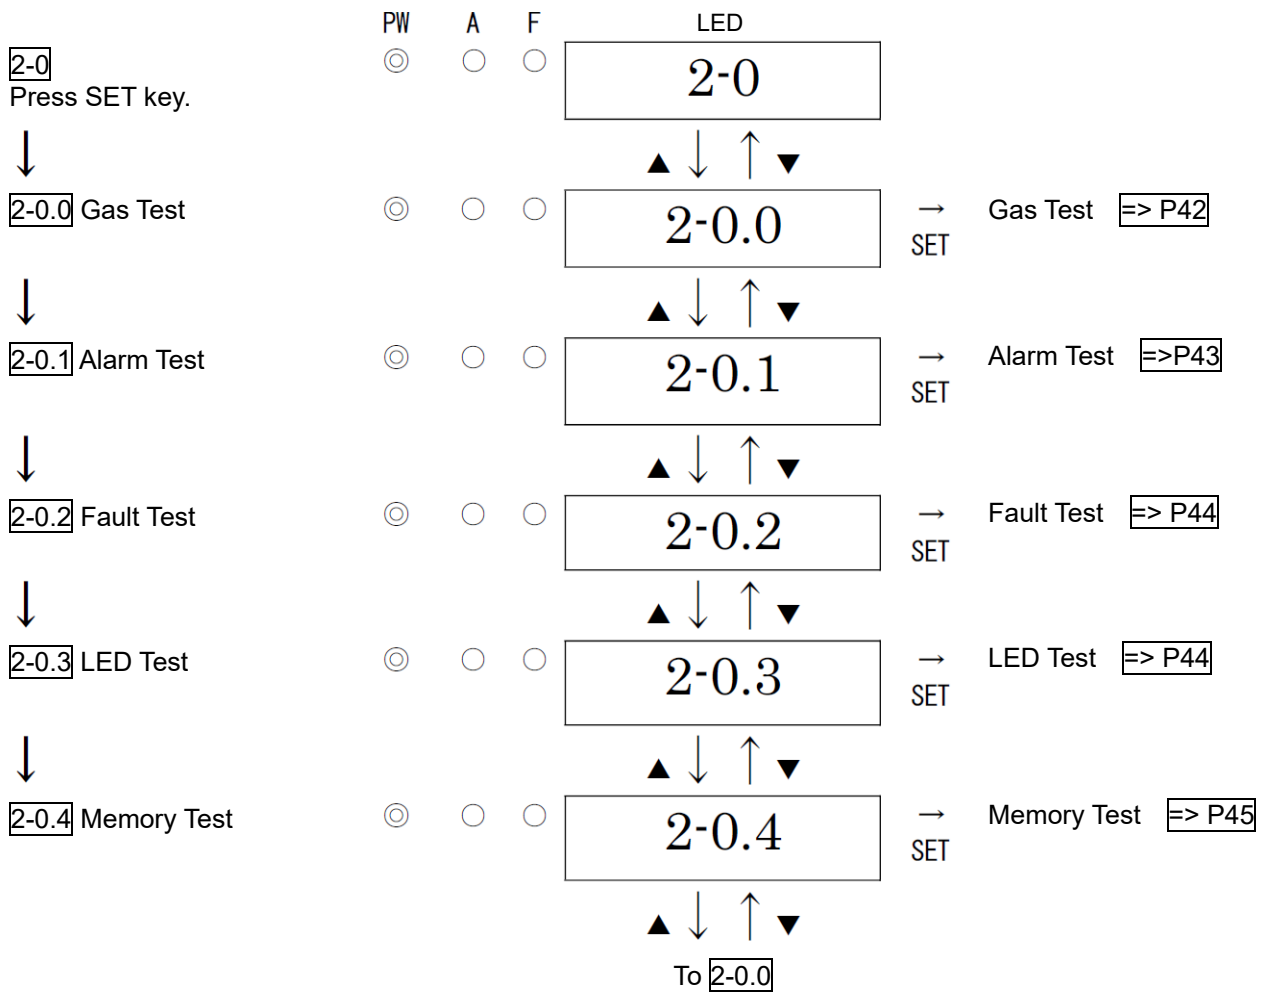 PW A F LED
2-0 ◎ ○ ○ 2-0
Press SET key.
↓ ▲ ↓ ↑ ▼
2-0.0 Gas Test ◎ ○ ○ 2-0.0 → Gas Test => P42
SET
↓ ▲ ↓ ↑ ▼
2-0.1 Alarm Test ◎ ○ ○ 2-0.1 → Alarm Test =>P43
SET
↓ ▲ ↓ ↑ ▼
2-0.2 Fault Test ◎ ○ ○ 2-0.2 → Fault Test => P44
SET
↓ ▲ ↓ ↑ ▼
2-0.3 LED Test ◎ ○ ○ 2-0.3 → LED Test => P44
SET
↓ ▲ ↓ ↑ ▼
2-0.4 Memory Test ◎ ○ ○ 2-0.4 → Memory Test => P45
SET
▲ ↓ ↑ ▼
To 2-0.0